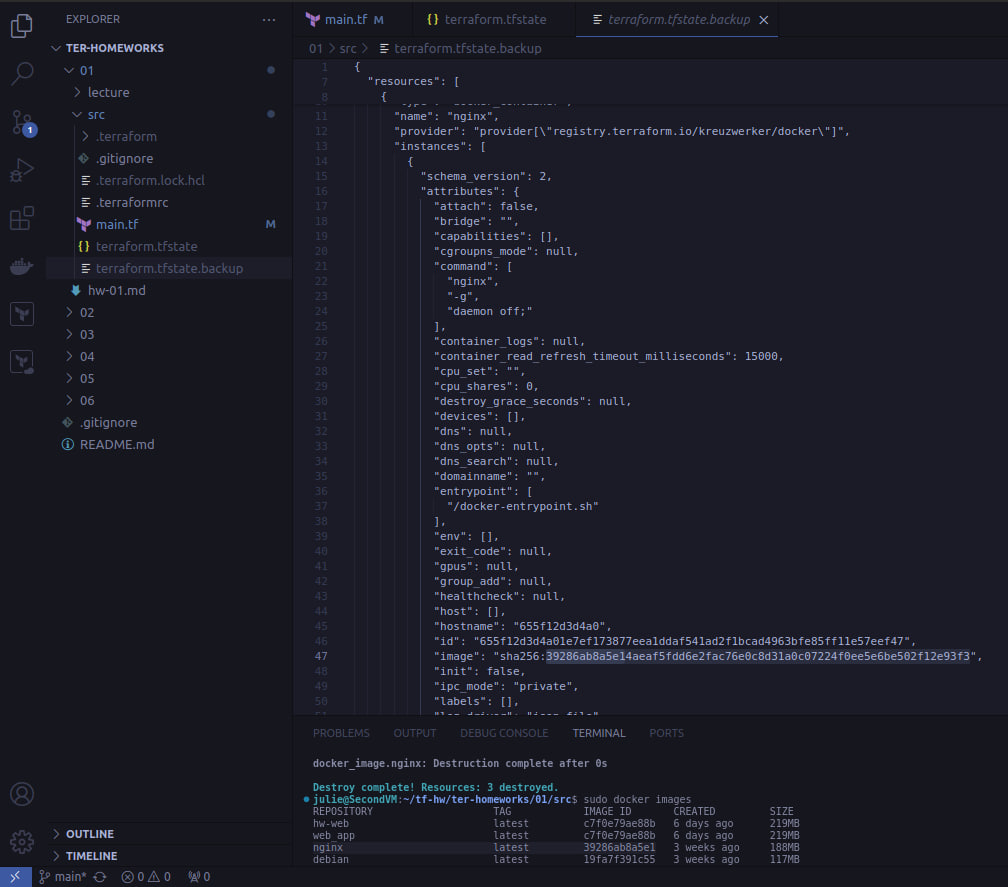 EXPLORER
TER-HOMEWORKS
01
lecture
src
.terraform
.gitignore
.terraform.lock.hcl
.terraformrc
main.tf M
terraform.tfstate
terraform.tfstate.backup
hw-01.md
02
03
04
05
06
.gitignore
README.md
OUTLINE
TIMELINE
1
main.tf M
{} terraform.tfstate
terraform.tfstate.backup
01 > src > terraform.tfstate.backup
1 {
7 "resources": [
8 {
11 "name": "nginx",
12 "provider": "provider[\"registry.terraform.io/kreuzwerker/docker\"]",
13 "instances": [
14 {
15 "schema_version": 2,
16 "attributes": {
17 "attach": false,
18 "bridge": "",
19 "capabilities": [],
20 "cgroupns_mode": null,
21 "command": [
22 "nginx",
23 "-g",
24 "daemon off;"
25 ],
26 "container_logs": null,
27 "container_read_refresh_timeout_milliseconds": 15000,
28 "cpu_set": "",
29 "cpu_shares": 0,
30 "destroy_grace_seconds": null,
31 "devices": [],
32 "dns": null,
33 "dns_opts": null,
34 "dns_search": null,
35 "domainname": "",
36 "entrypoint": [
37 "/docker-entrypoint.sh"
38 ],
39 "env": [],
40 "exit_code": null,
41 "gpus": null,
42 "group_add": null,
43 "healthcheck": null,
44 "host": [],
45 "hostname": "655f12d3d4a0",
46 "id": "655f12d3d4a01e7ef173877eea1ddaf541ad2f1bcad4963bfe85ff11e57eef47",
47 "image": "sha256:39286ab8a5e14aeaf5fdd6e2fac76e0c8d31a0c07224f0ee5e6be502f12e93f3",
48 "init": false,
49 "ipc_mode": "private",
50 "labels": [],
PROBLEMS OUTPUT DEBUG CONSOLE TERMINAL PORTS
docker_image.nginx: Destruction complete after 0s
Destroy complete! Resources: 3 destroyed.
julie@SecondVM:~/tf-hw/ter-homeworks/01/src$ sudo docker images
REPOSITORY TAG IMAGE ID CREATED SIZE
hw-web latest c7f0e79ae88b 6 days ago 219MB
web_app latest c7f0e79ae88b 6 days ago 219MB
nginx latest 39286ab8a5e1 3 weeks ago 188MB
debian latest 19fa7f391c55 3 weeks ago 117MB
main* 0 0 0